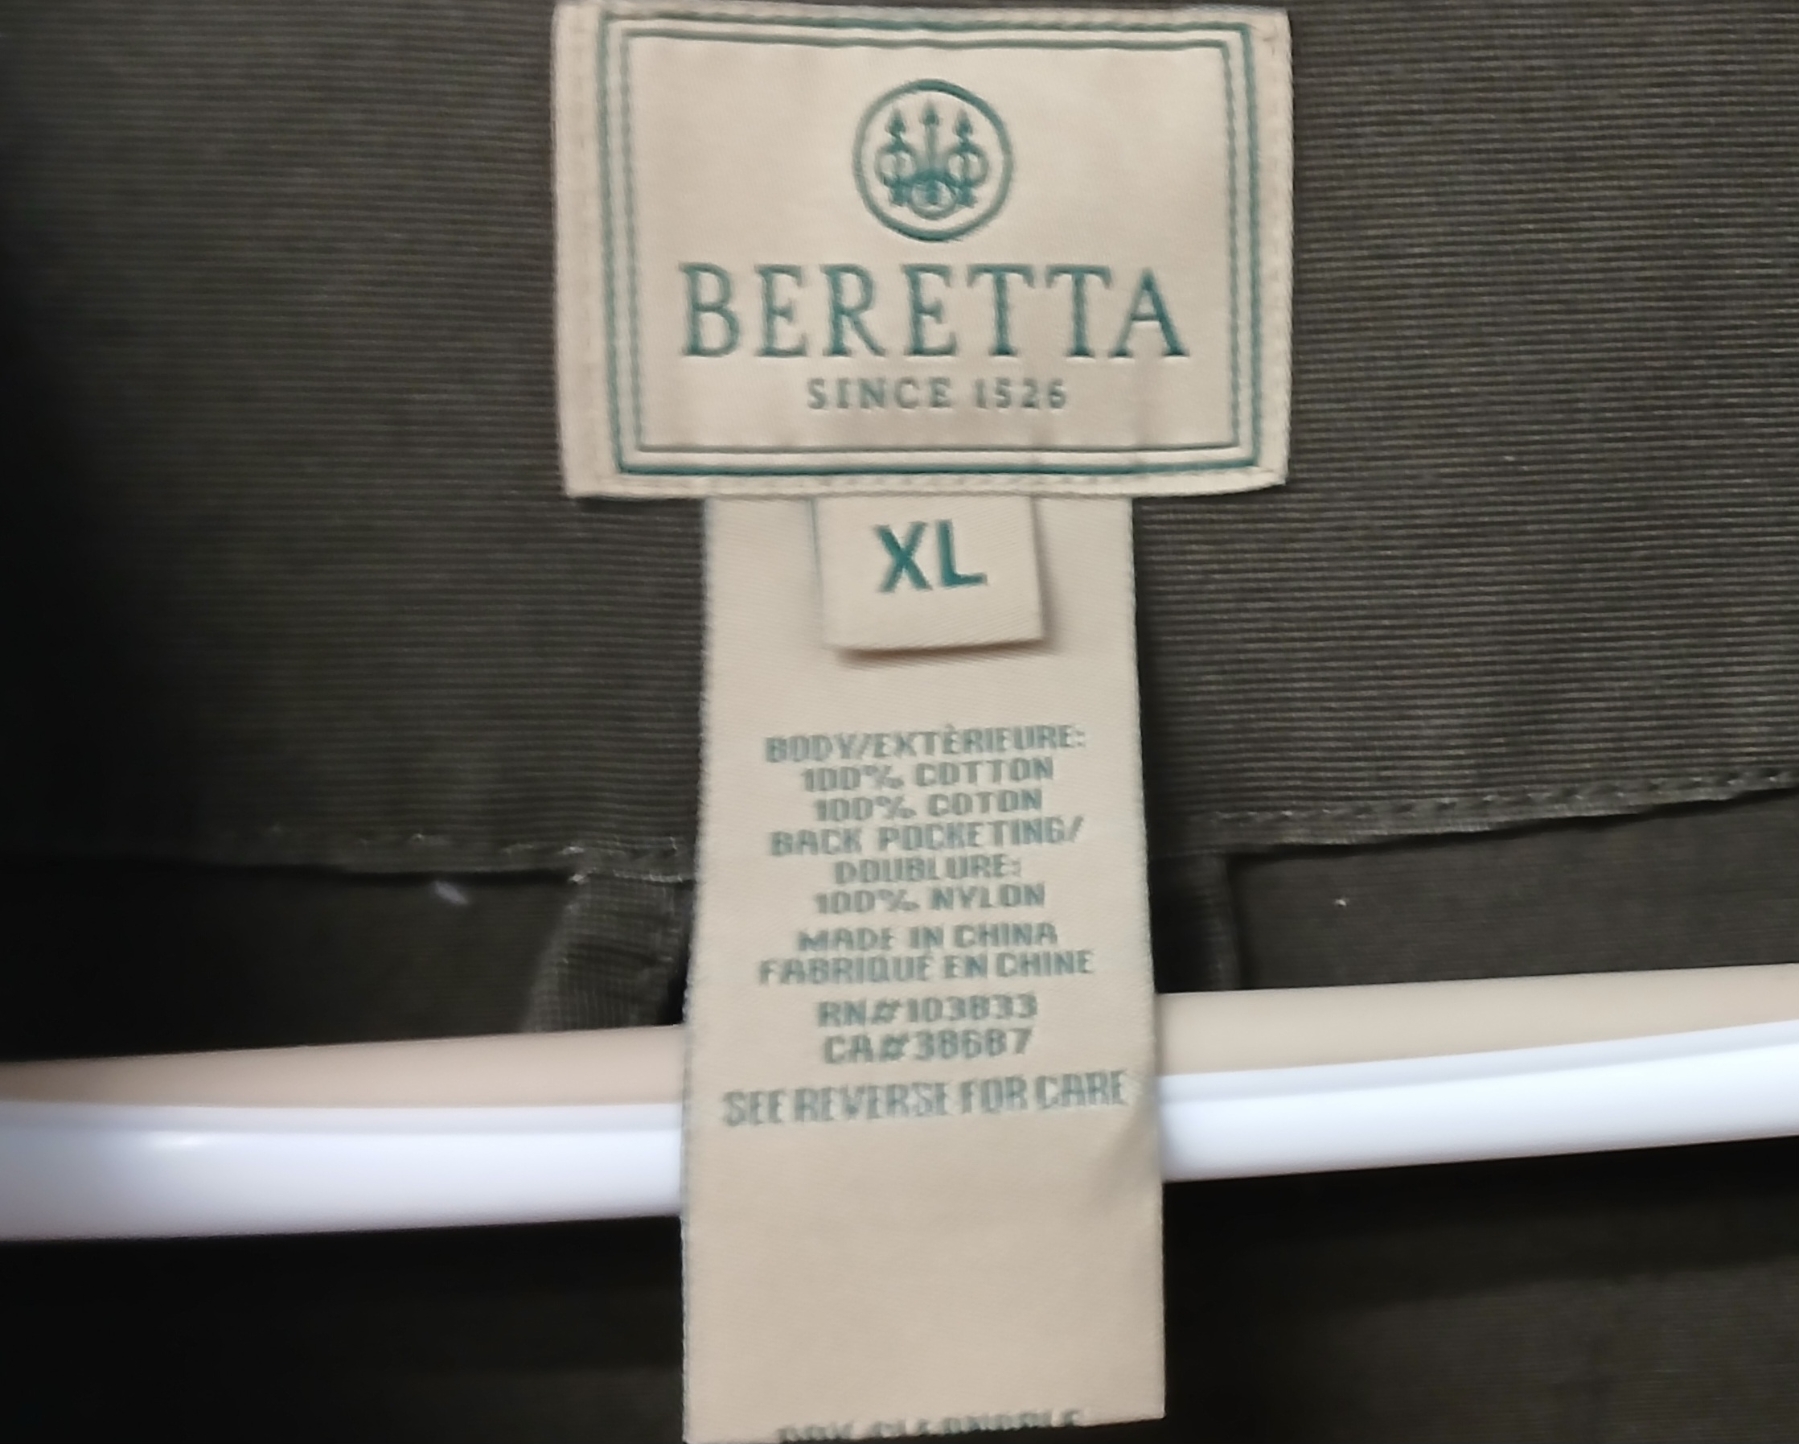 BERETTA
SINCE 1526
XL
BODY/EXTÈRIEURE:
100% COTTON
100% COTON
BACK POCKETING/
DOUBLURE:
100% NYLON
MADE IN CHINA
FABRIQUÉ EN CHINE
RN#103833
CA#38687
SEE REVERSE FOR CARE